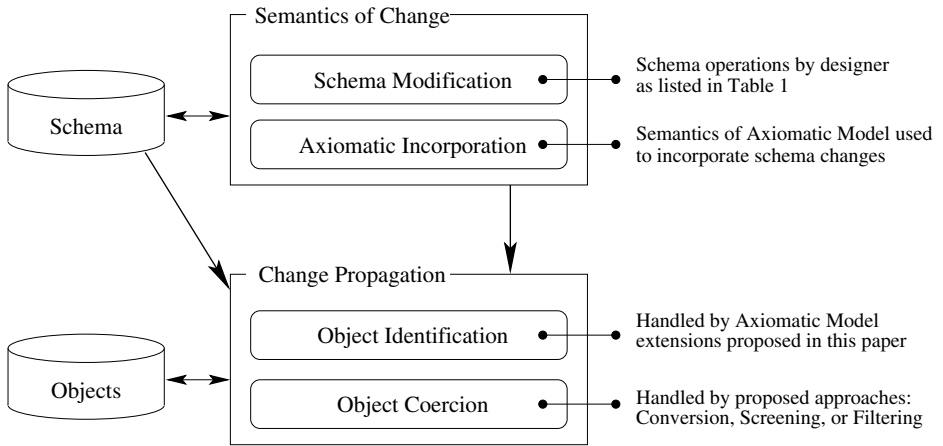 Semantics of Change
Schema Modification
Schema operations by designer
as listed in Table 1
Schema
Axiomatic Incorporation
Semantics of Axiomatic Model used
to incorporate schema changes
Change Propagation
Object Identification
Handled by Axiomatic Model
extensions proposed in this paper
Objects
Object Coercion
Handled by proposed approaches:
Conversion, Screening, or Filtering